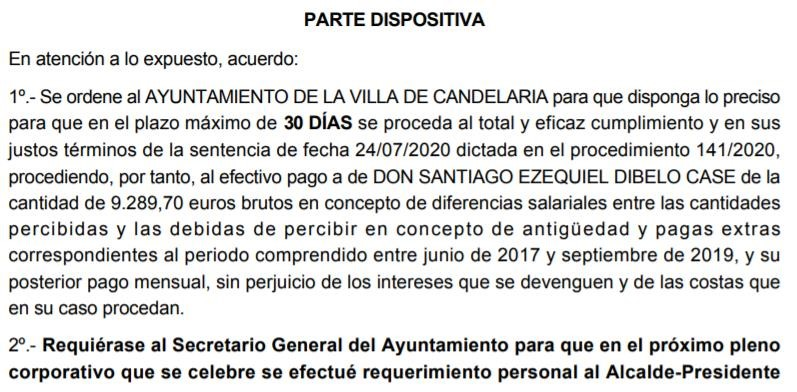 PARTE DISPOSITIVA
En atención a lo expuesto, acuerdo:
1º.- Se ordene al AYUNTAMIENTO DE LA VILLA DE CANDELARIA para que disponga lo preciso
para que en el plazo máximo de 30 DÍAS se proceda al total y eficaz cumplimiento y en sus
justos términos de la sentencia de fecha 24/07/2020 dictada en el procedimiento 141/2020,
procediendo, por tanto, al efectivo pago a de DON SANTIAGO EZEQUIEL DIBELO CASE de la
cantidad de 9.289,70 euros brutos en concepto de diferencias salariales entre las cantidades
percibidas y las debidas de percibir en concepto de antigüedad y pagas extras
correspondientes al periodo comprendido entre junio de 2017 y septiembre de 2019, y su
posterior pago mensual, sin perjuicio de los intereses que se devenguen y de las costas que
en su caso procedan.
2º.- Requiérase al Secretario General del Ayuntamiento para que en el próximo pleno
corporativo que se celebre se efectué requerimiento personal al Alcalde-Presidente